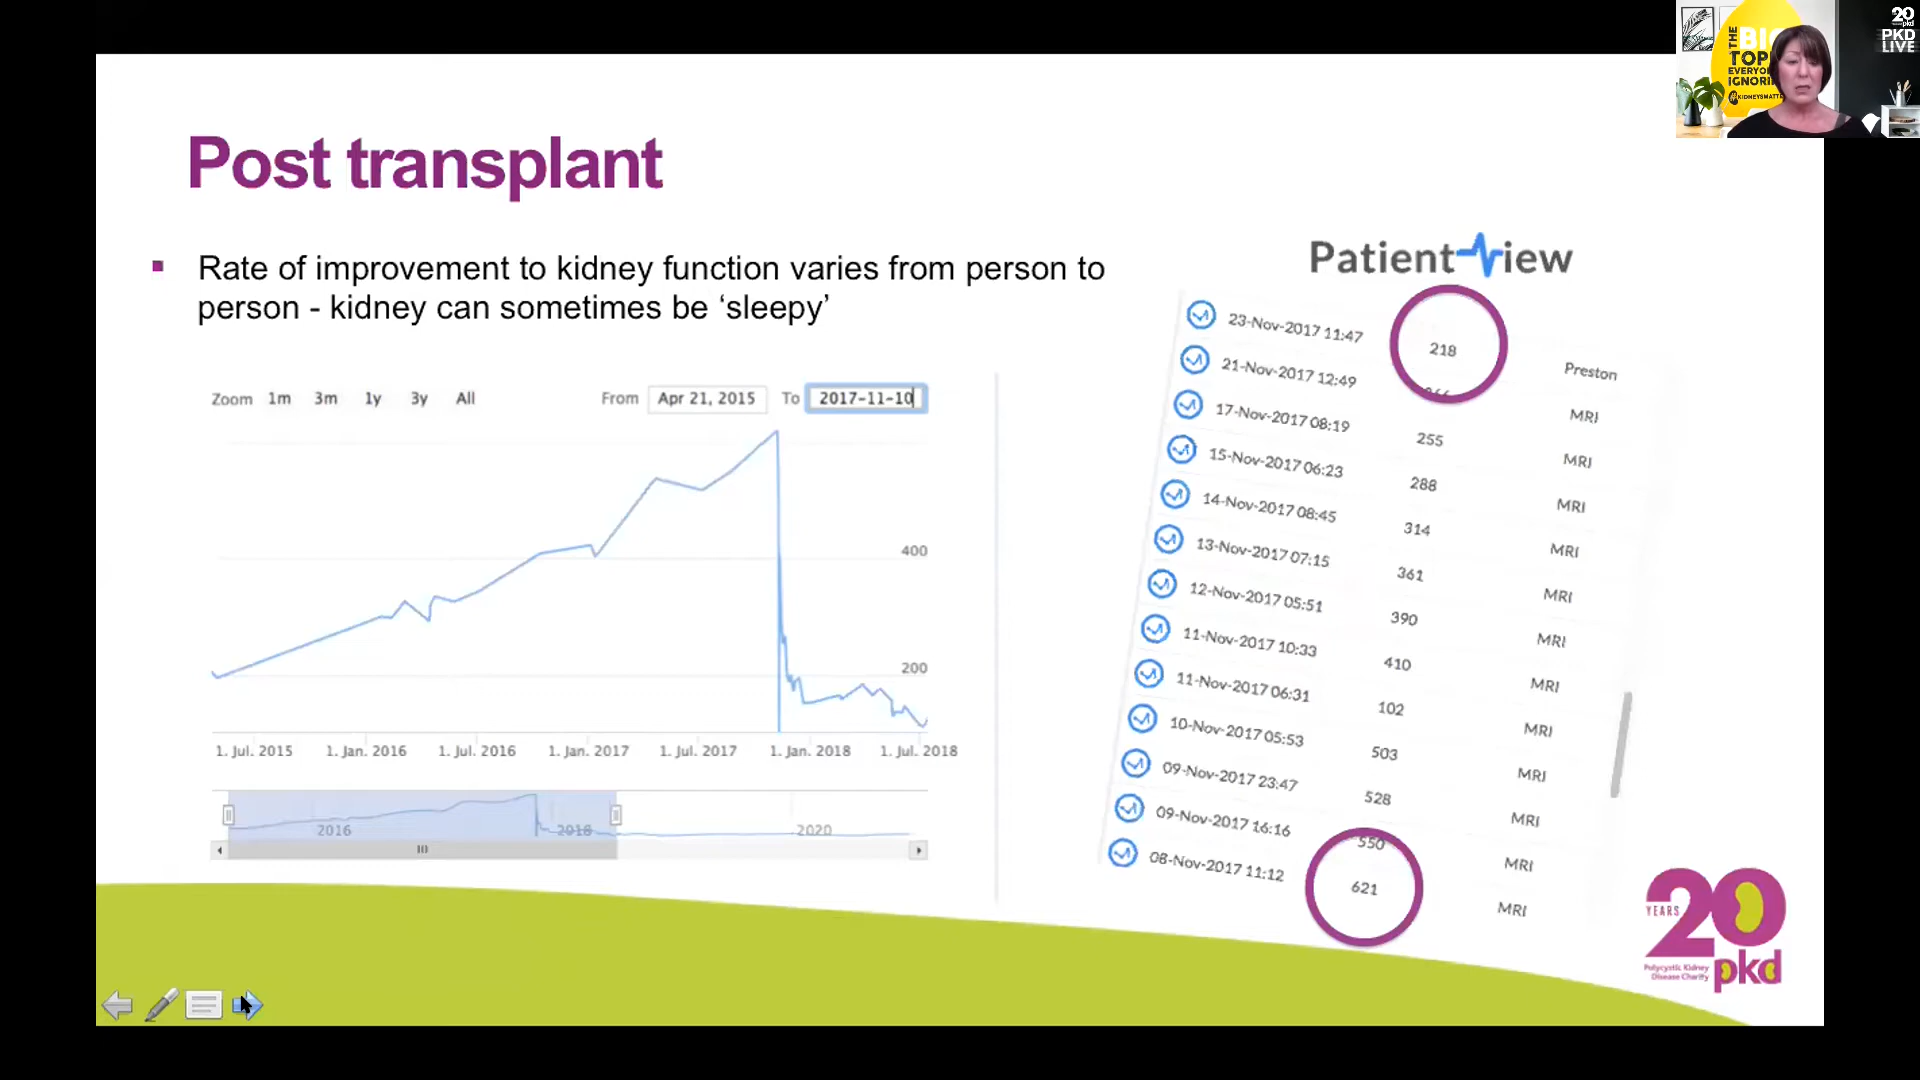 20
pkd
PKD
LIVE
THE BIG
TOP
EVERYO
IGNORI
#KIDNEYSMATTE
Post transplant
Rate of improvement to kidney function varies from person to
person - kidney can sometimes be ‘sleepy’
Zoom 1m 3m 1y 3y All From Apr 21, 2015 To 2017-11-10
400
200
1. Jul. 2015 1. Jan. 2016 1. Jul. 2016 1. Jan. 2017 1. Jul. 2017 1. Jan. 2018 1. Jul. 2018
2016 2018 2020
Patient View
23-Nov-2017 11:47 218 Preston
21-Nov-2017 12:49 MRI
17-Nov-2017 08:19 255 MRI
15-Nov-2017 06:23 288 MRI
14-Nov-2017 08:45 314 MRI
13-Nov-2017 07:15 361 MRI
12-Nov-2017 05:51 390 MRI
11-Nov-2017 10:33 410 MRI
11-Nov-2017 06:31 102 MRI
10-Nov-2017 05:53 503 MRI
09-Nov-2017 23:47 528 MRI
09-Nov-2017 16:16 550 MRI
08-Nov-2017 11:12 621 MRI
YEARS 20
Polycystic Kidney
Disease Charity pkd